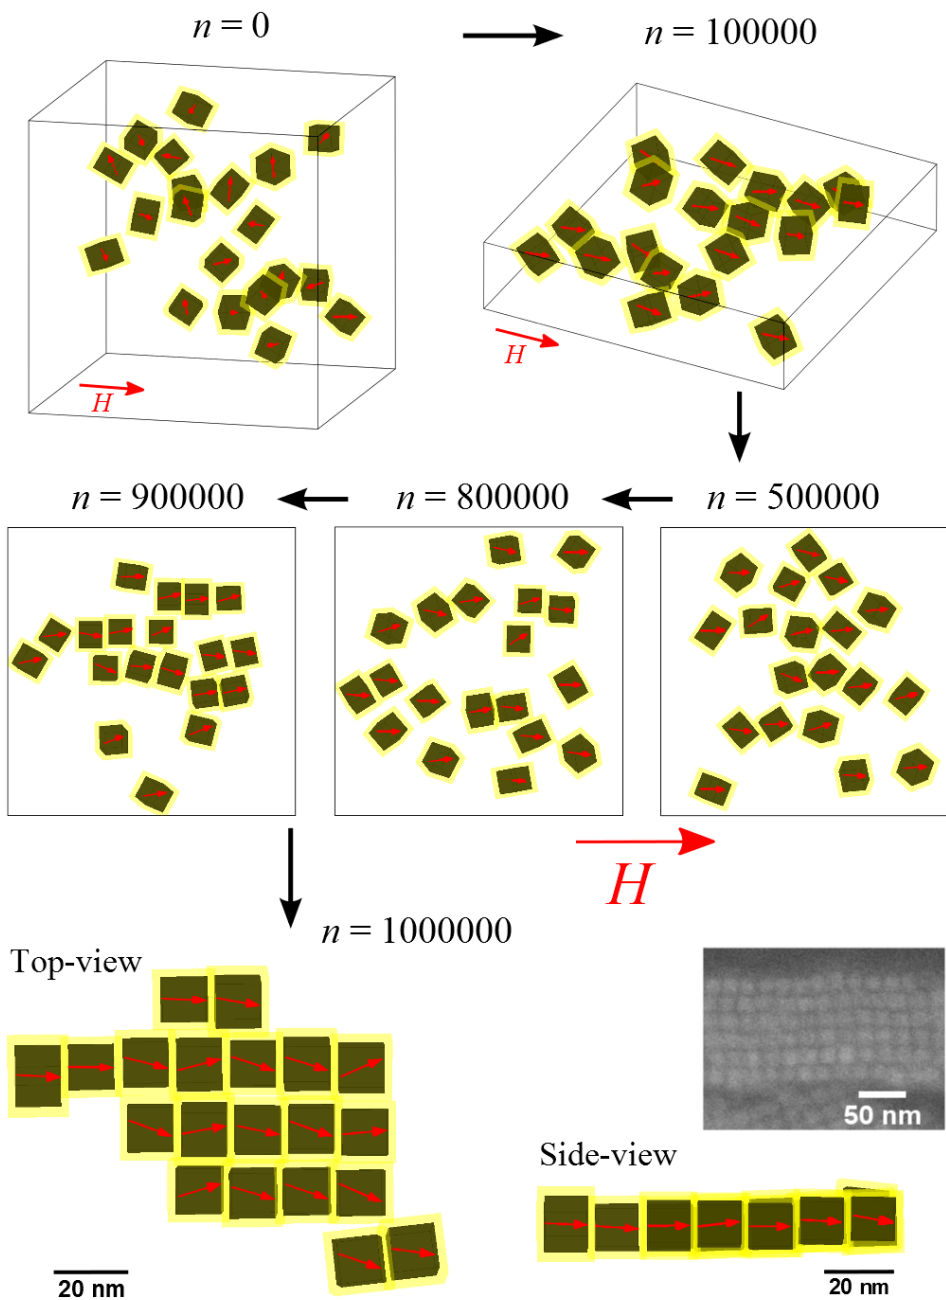 n = 0
n = 100000
H
H
n = 900000
n = 800000
n = 500000
H
n = 1000000
Top-view
50 nm
Side-view
20 nm
20 nm